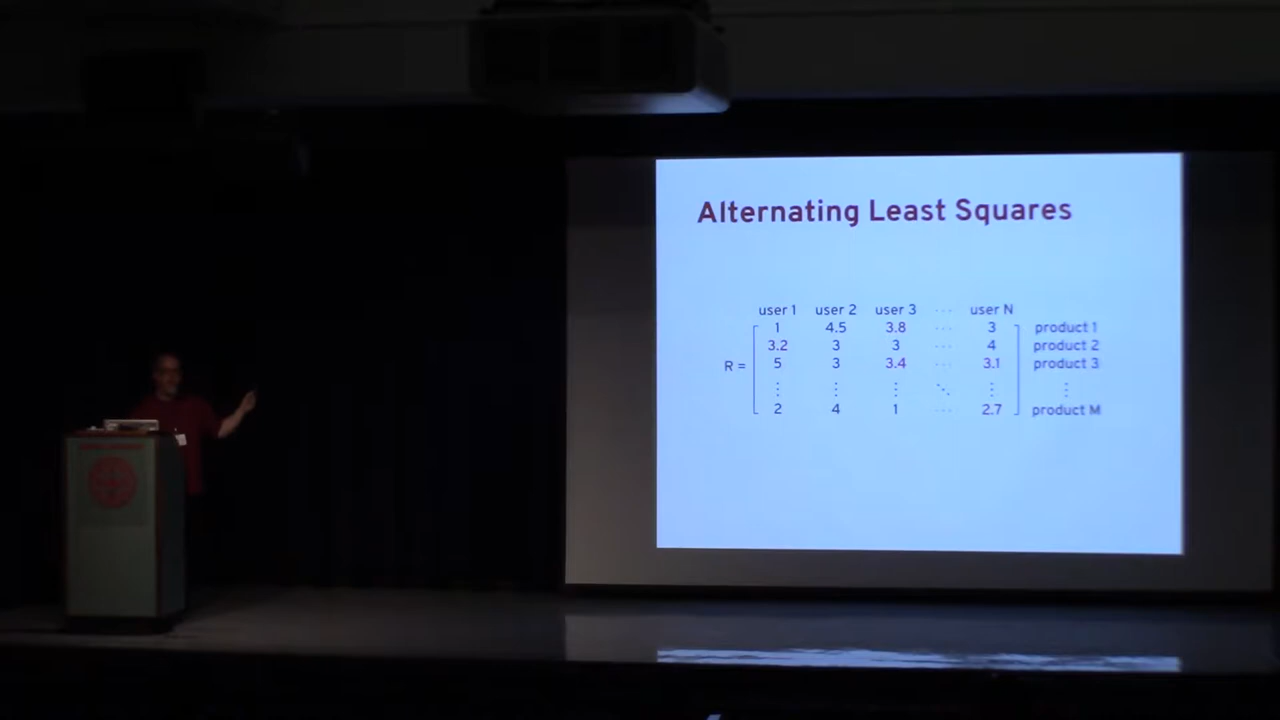 Alternating Least Squares
user 1 user 2 user 3 ... user N
1 4.5 3.8 ... 3 product 1
3.2 3 3 ... 4 product 2
R = 5 3 3.4 ... 3.1 product 3
⋮ ⋮ ⋮ ⋱ ⋮ ⋮
2 4 1 ... 2.7 product M